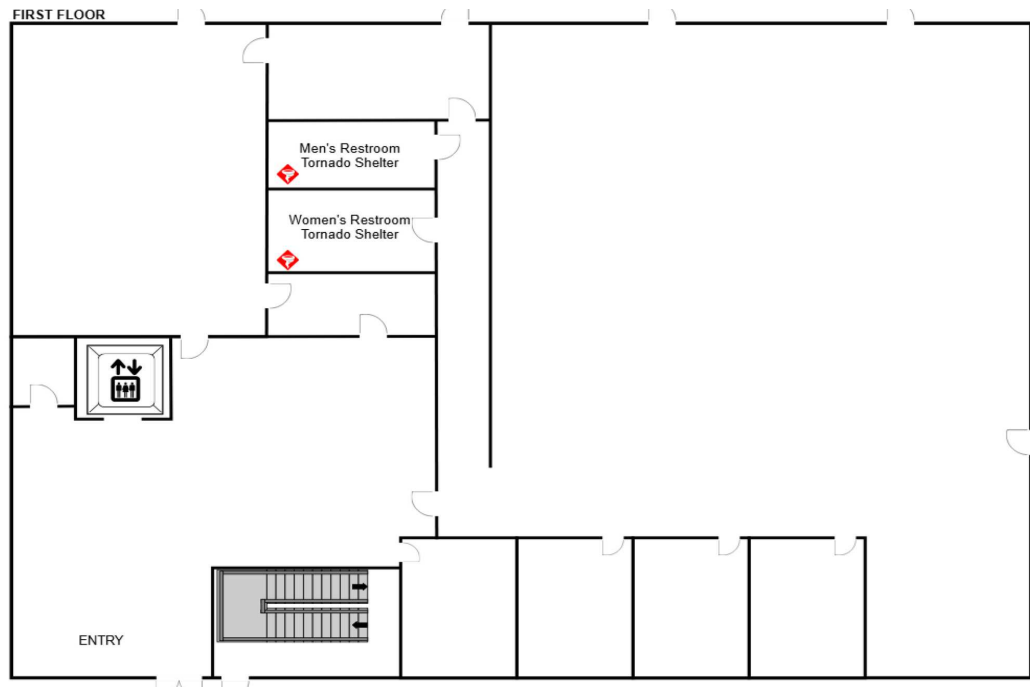 FIRST FLOOR
Men's Restroom
Tornado Shelter
Women's Restroom
Tornado Shelter
ENTRY